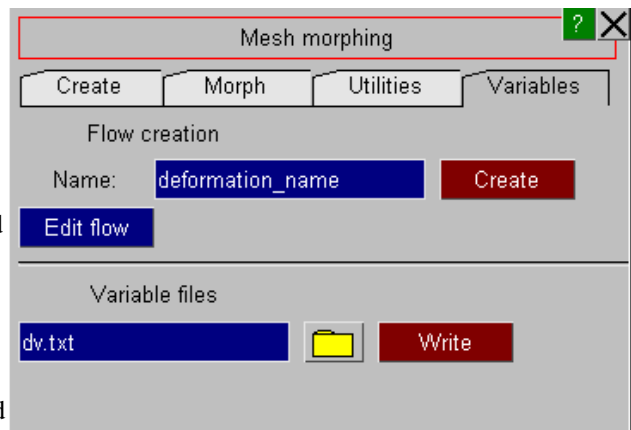 Mesh morphing ?
Create Morph Utilities Variables
Flow creation
Name: deformation_name Create
Edit flow
Variable files
dv.txt Write